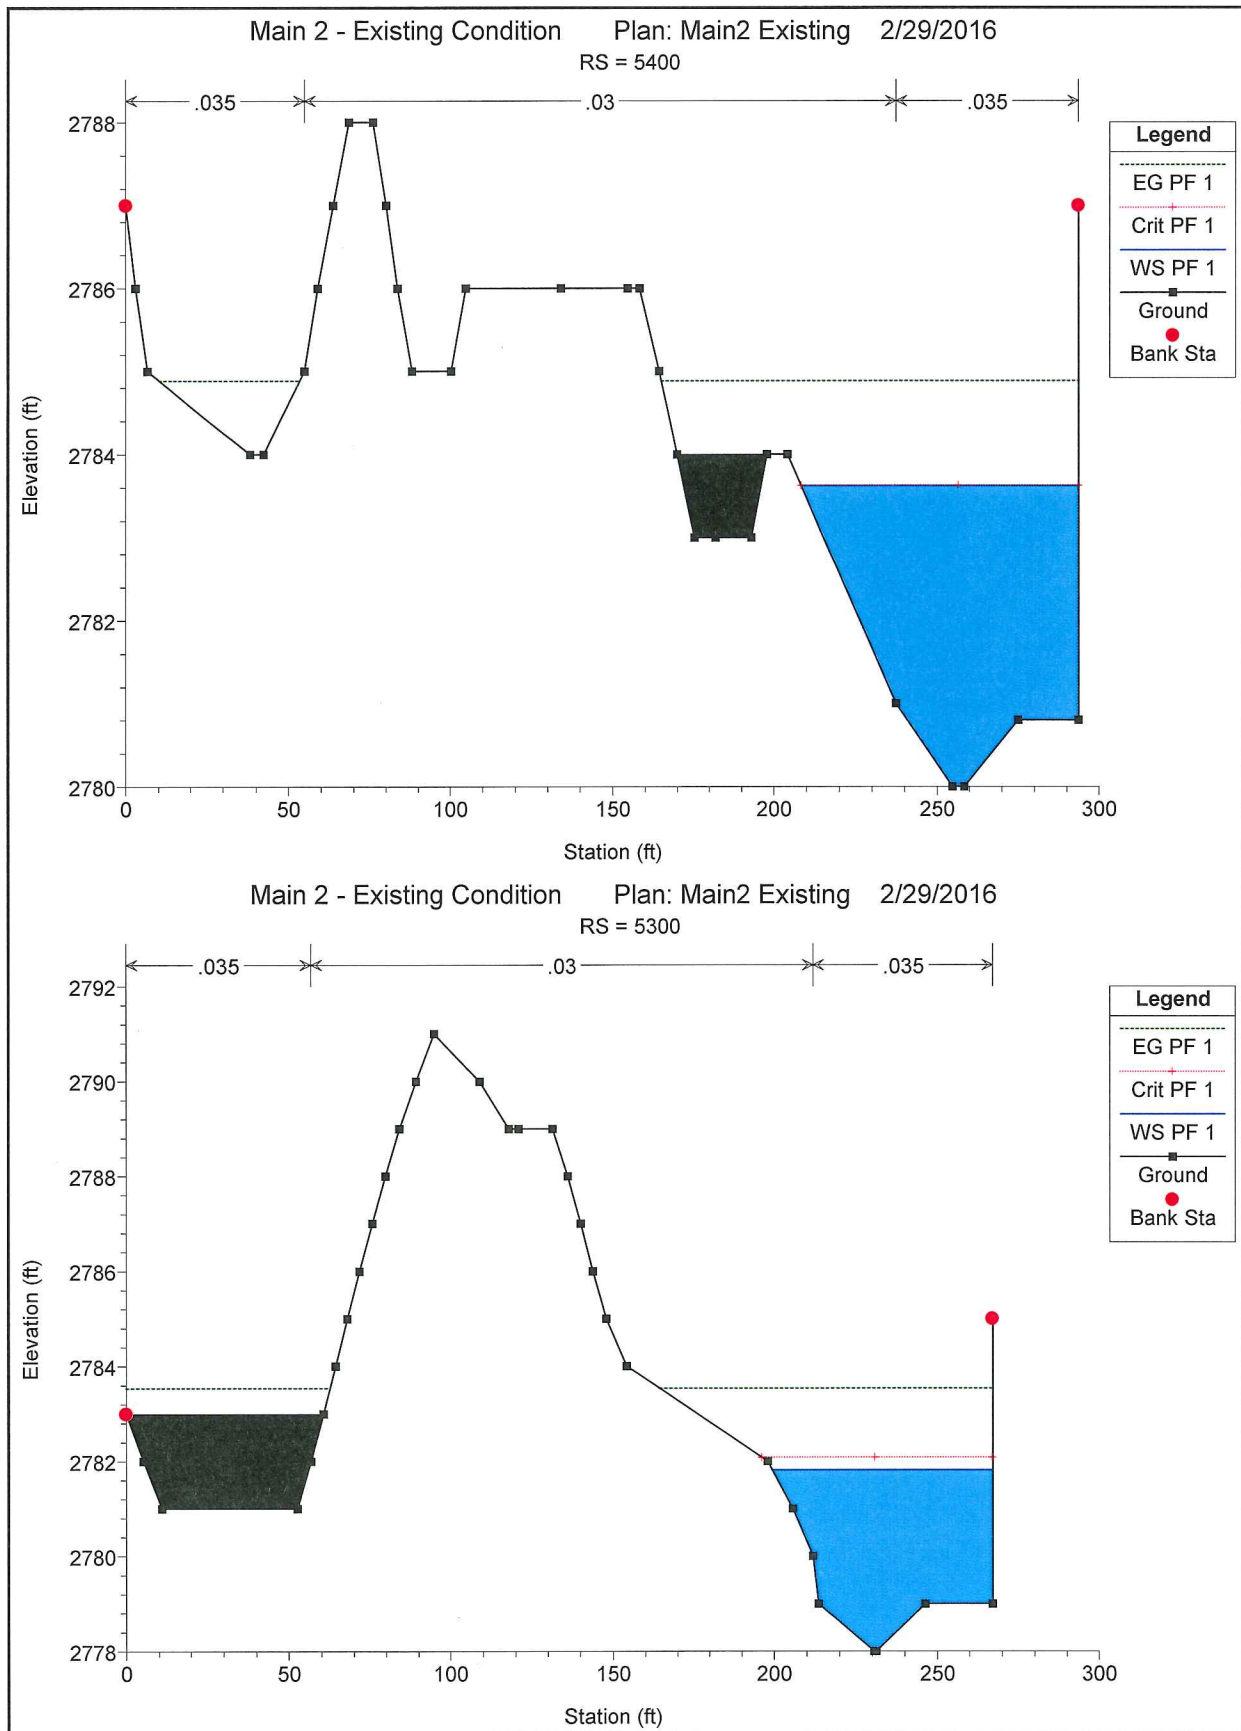 Main 2 - Existing Condition Plan: Main2 Existing 2/29/2016
RS = 5400
.035 .03 .035
2788
2786
2784
2782
2780
Elevation (ft)
0 50 100 150 200 250 300
Station (ft)
Legend
EG PF 1
Crit PF 1
WS PF 1
Ground
Bank Sta
Main 2 - Existing Condition Plan: Main2 Existing 2/29/2016
RS = 5300
.035 .03 .035
2792
2790
2788
2786
2784
2782
2780
2778
Elevation (ft)
0 50 100 150 200 250 300
Station (ft)
Legend
EG PF 1
Crit PF 1
WS PF 1
Ground
Bank Sta